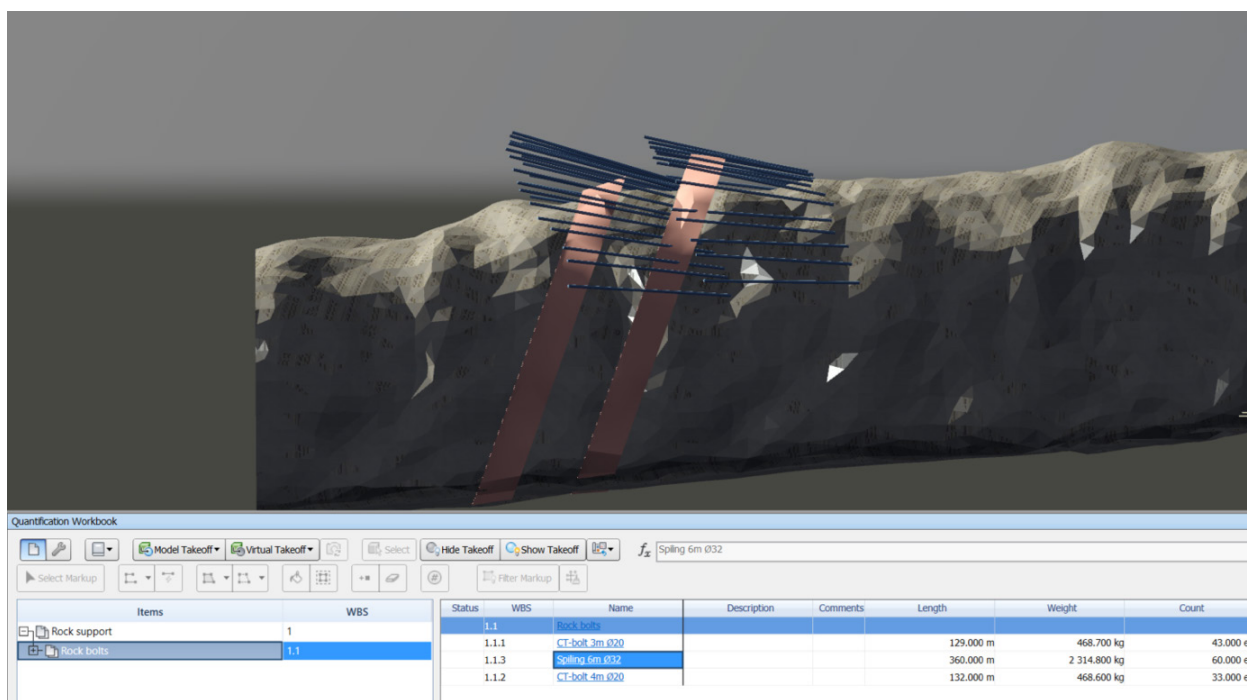 Quantification Workbook
Model Takeoff Virtual Takeoff Select Hide Takeoff Show Takeoff fx Spiling 6m Ø32
Select Markup Filter Markup
Items WBS Status WBS Name Description Comments Length Weight Count
Rock support 1 1.1 Rock bolts
Rock bolts 1.1 1.1.1 CT-bolt 3m Ø20 129.000 m 468.700 kg 43.000 e
1.1.3 Spiling 6m Ø32 360.000 m 2 314.800 kg 60.000 e
1.1.2 CT-bolt 4m Ø20 132.000 m 468.600 kg 33.000 e